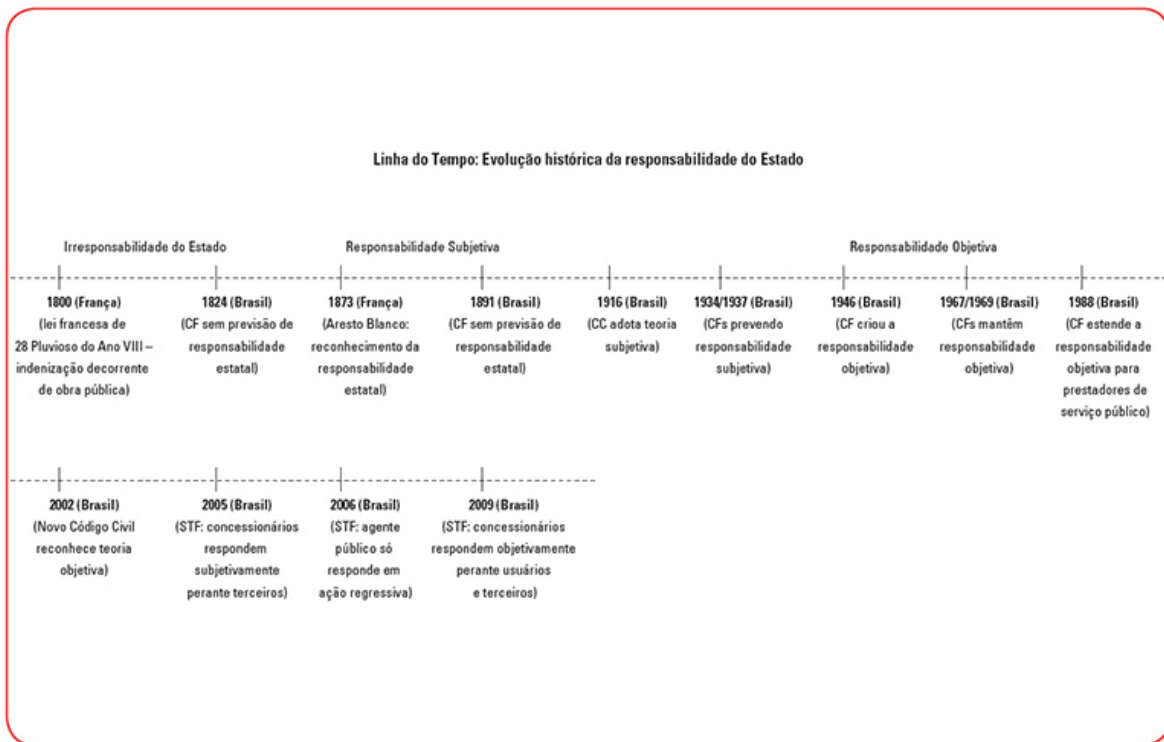 Linha do Tempo: Evolução histórica da responsabilidade do Estado
Irresponsabilidade do Estado
Responsabilidade Subjetiva
Responsabilidade Objetiva
1800 (França)
(lei francesa de
28 Pluvioso do Ano VIII –
indenização decorrente
de obra pública)
1824 (Brasil)
(CF sem previsão de
responsabilidade
estatal)
1873 (França)
(Aresto Blanco:
reconhecimento da
responsabilidade
estatal)
1891 (Brasil)
(CF sem previsão de
responsabilidade
estatal)
1916 (Brasil)
(CC adota teoria
subjetiva)
1934/1937 (Brasil)
(CFs prevendo
responsabilidade
subjetiva)
1946 (Brasil)
(CF criou a
responsabilidade
objetiva)
1967/1969 (Brasil)
(CFs mantêm
responsabilidade
objetiva)
1988 (Brasil)
(CF estende a
responsabilidade
objetiva para
prestadores de
serviço público)
2002 (Brasil)
(Novo Código Civil
reconhece teoria
objetiva)
2005 (Brasil)
(STF: concessionários
respondem
subjetivamente
perante terceiros)
2006 (Brasil)
(STF: agente
público só
responde em
ação regressiva)
2009 (Brasil)
(STF: concessionários
respondem objetivamente
perante usuários
e terceiros)